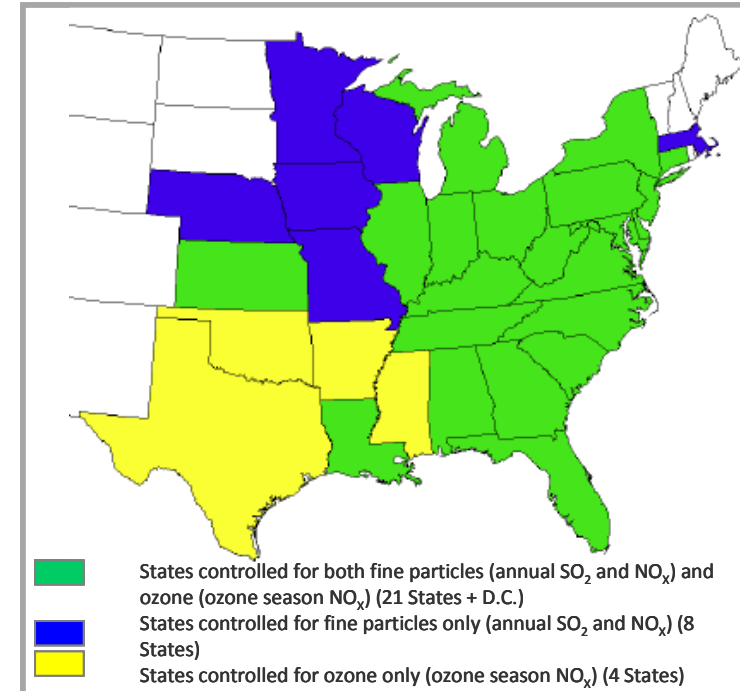 States controlled for both fine particles (annual SO₂ and NOₓ) and
ozone (ozone season NOₓ) (21 States + D.C.)
States controlled for fine particles only (annual SO₂ and NOₓ) (8
States)
States controlled for ozone only (ozone season NOₓ) (4 States)